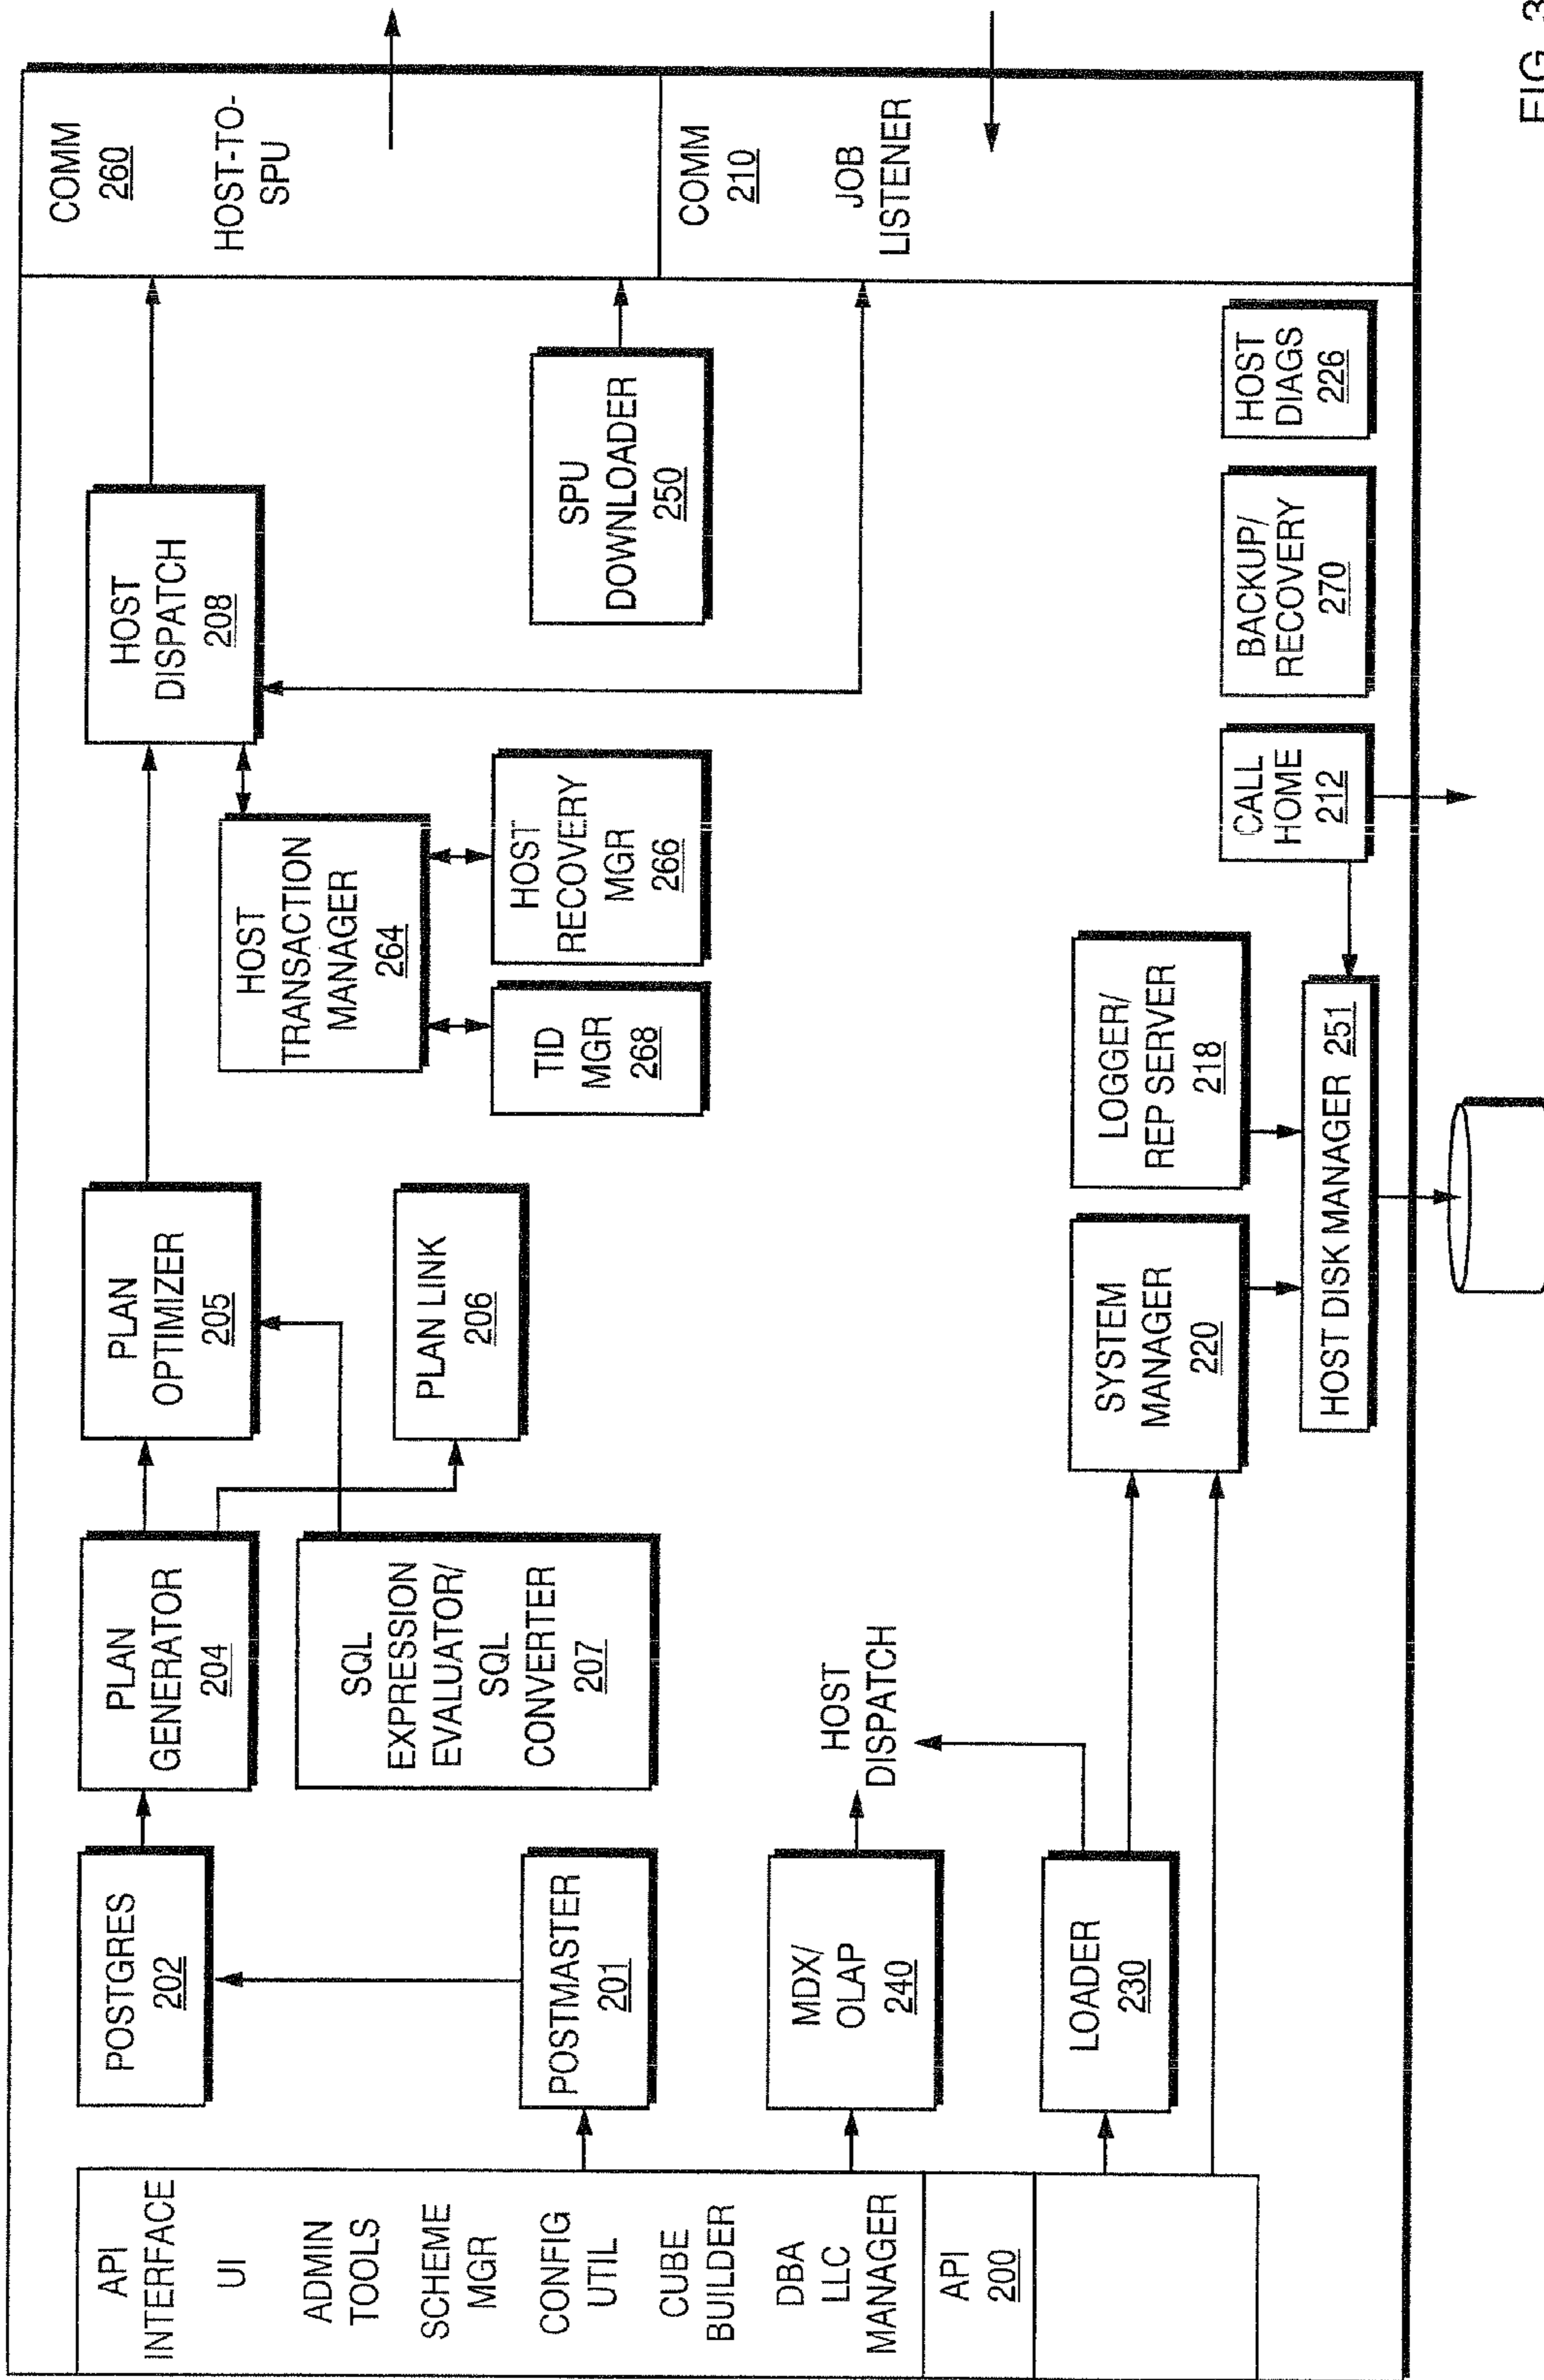 API
INTERFACE
UI
ADMIN
TOOLS
SCHEME
MGR
CONFIG
UTIL
CUBE
BUILDER
DBA
LLC
MANAGER
API
200
POSTGRES
202
POSTMASTER
201
MDX/
OLAP
240
LOADER
230
PLAN
GENERATOR
204
SQL
EXPRESSION
EVALUATOR/
SQL
CONVERTER
207
HOST
DISPATCH
PLAN
OPTIMIZER
205
PLAN LINK
206
SYSTEM
MANAGER
220
LOGGER/
REP SERVER
218
HOST DISK MANAGER 251
HOST
TRANSACTION
MANAGER
264
TID
MGR
268
HOST
RECOVERY
MGR
266
HOST
DISPATCH
208
SPU
DOWNLOADER
250
CALL
HOME
212
BACKUP/
RECOVERY
270
HOST
DIAGS
226
COMM
260
HOST-TO-
SPU
COMM
210
JOB
LISTENER
FIG. 3